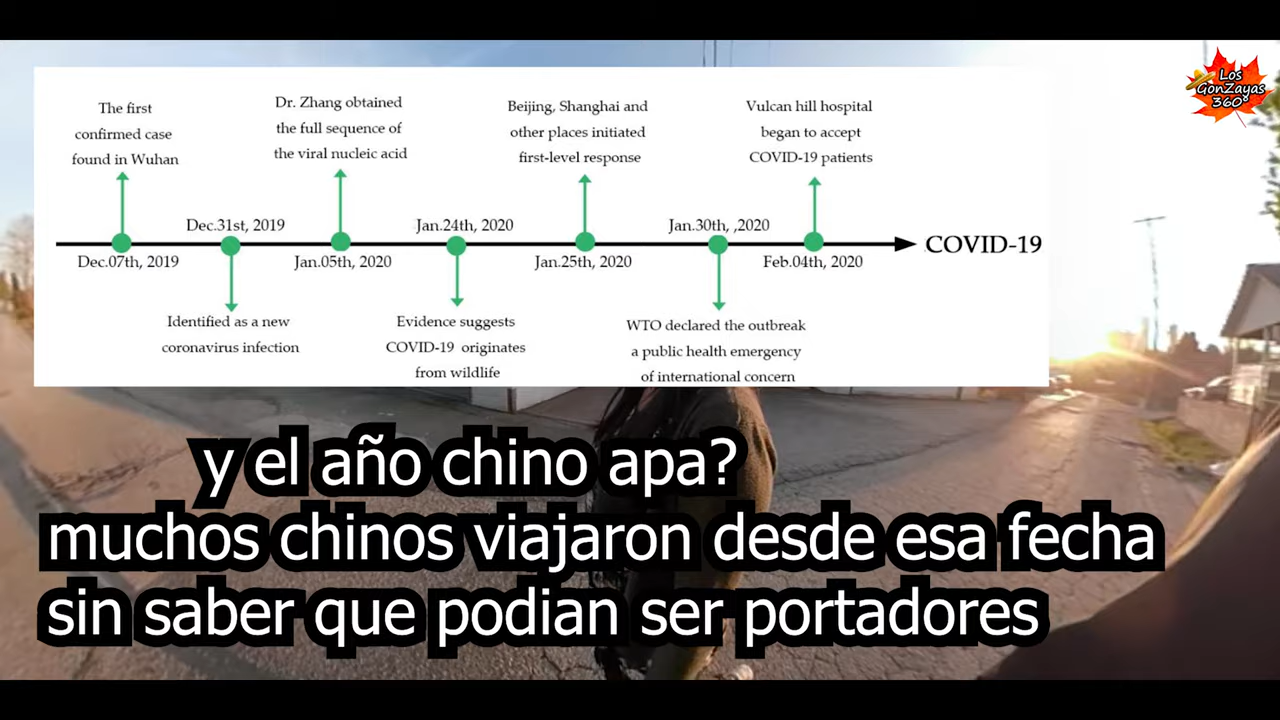 Los
GonZayas
360°
The first
confirmed case
found in Wuhan
Dr. Zhang obtained
the full sequence of
the viral nucleic acid
Beijing, Shanghai and
other places initiated
first-level response
Vulcan hill hospital
began to accept
COVID-19 patients
Dec.31st, 2019
Jan.24th, 2020
Jan.30th, ,2020
COVID-19
Dec.07th, 2019
Jan.05th, 2020
Jan.25th, 2020
Feb.04th, 2020
Identified as a new
coronavirus infection
Evidence suggests
COVID-19 originates
from wildlife
WTO declared the outbreak
a public health emergency
of international concern
y el año chino apa?
muchos chinos viajaron desde esa fecha
sin saber que podian ser portadores